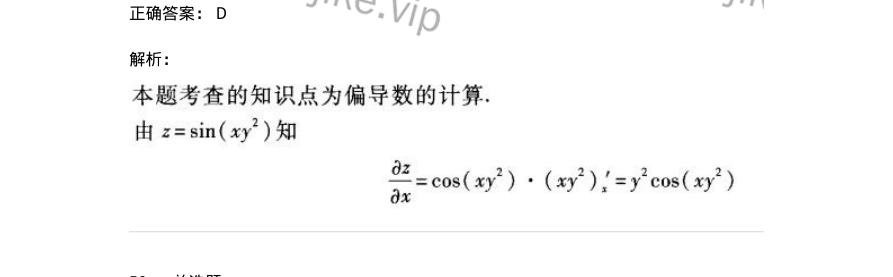 正确答案： D
解析：
本题考查的知识点为偏导数的计算.
由 z=sin(xy²)知
∂z/∂x=cos(xy²)·(xy²)′ₓ=y²cos(xy²)